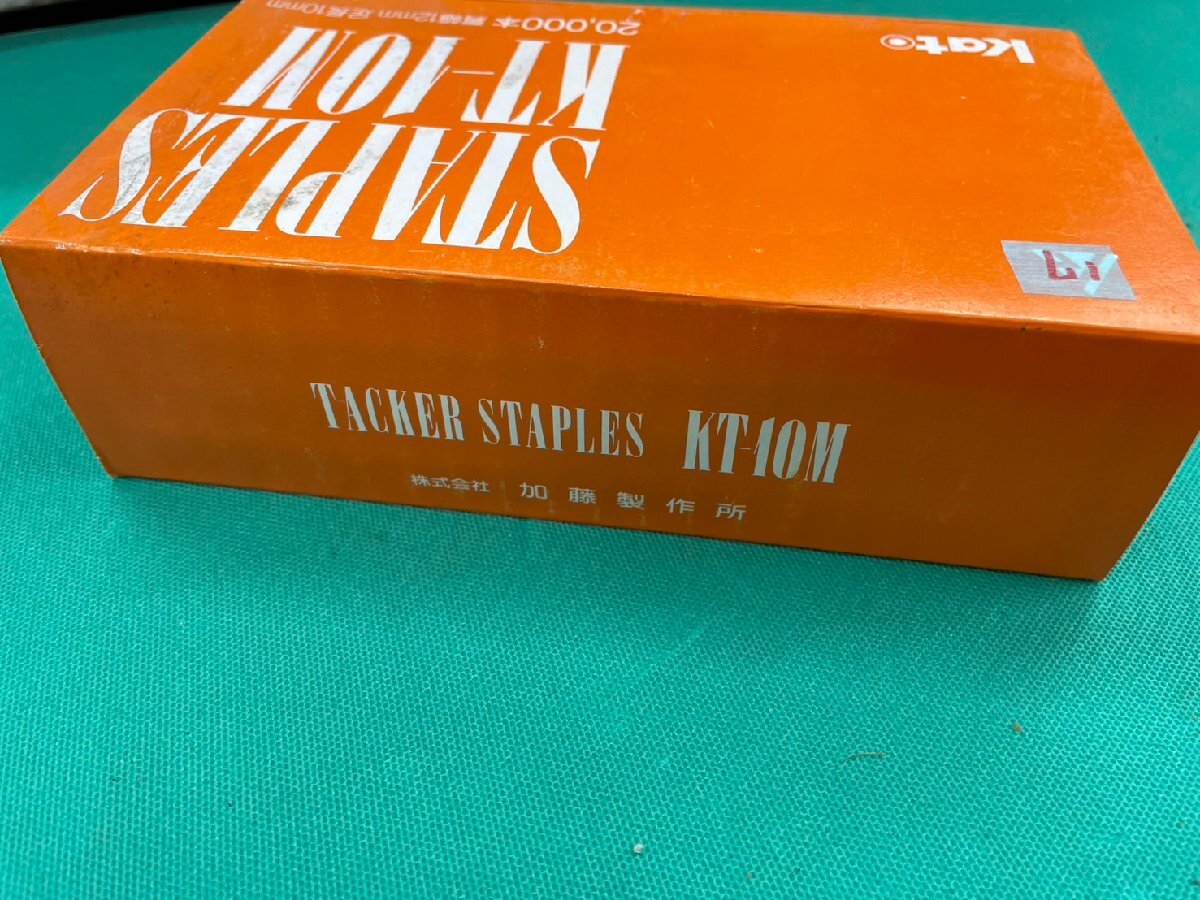 Kato
STAPLES
KT-10M
20,000本 肩幅12mm 足長10mm
TACKER STAPLES KT-10M
株式会社 加藤製作所